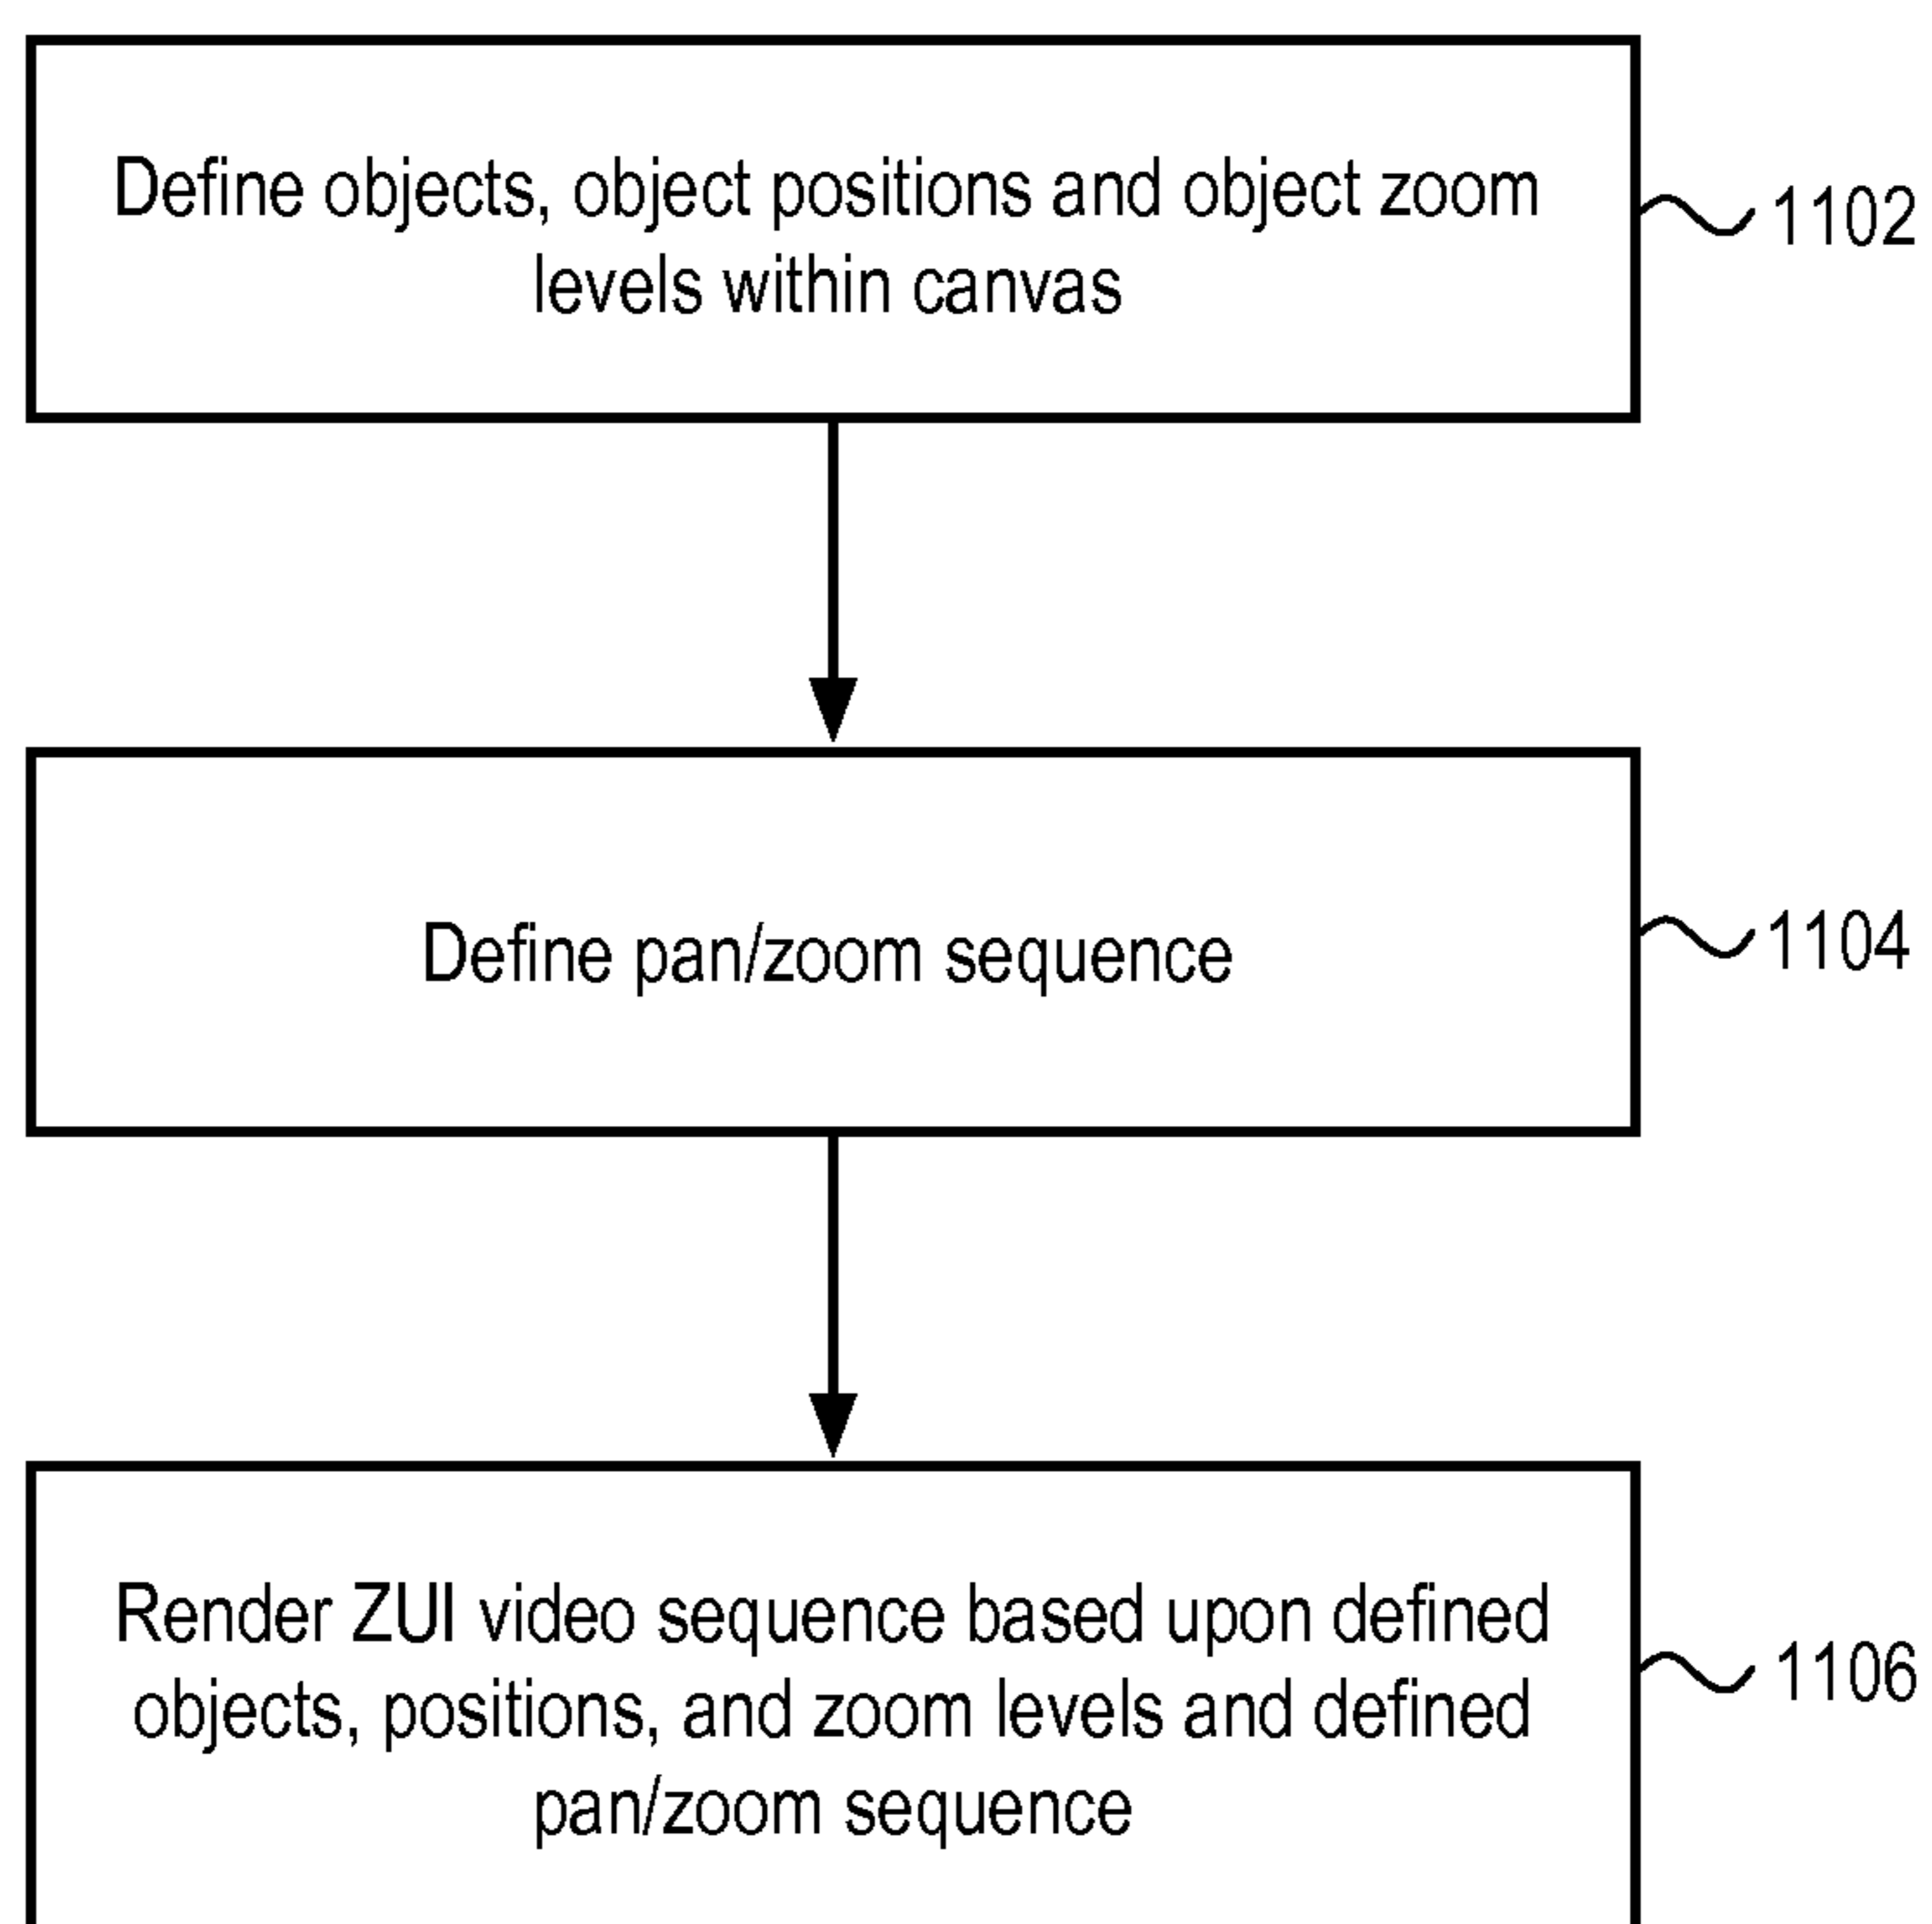 Define objects, object positions and object zoom
levels within canvas
1102
Define pan/zoom sequence
1104
Render ZUI video sequence based upon defined
objects, positions, and zoom levels and defined
pan/zoom sequence
1106